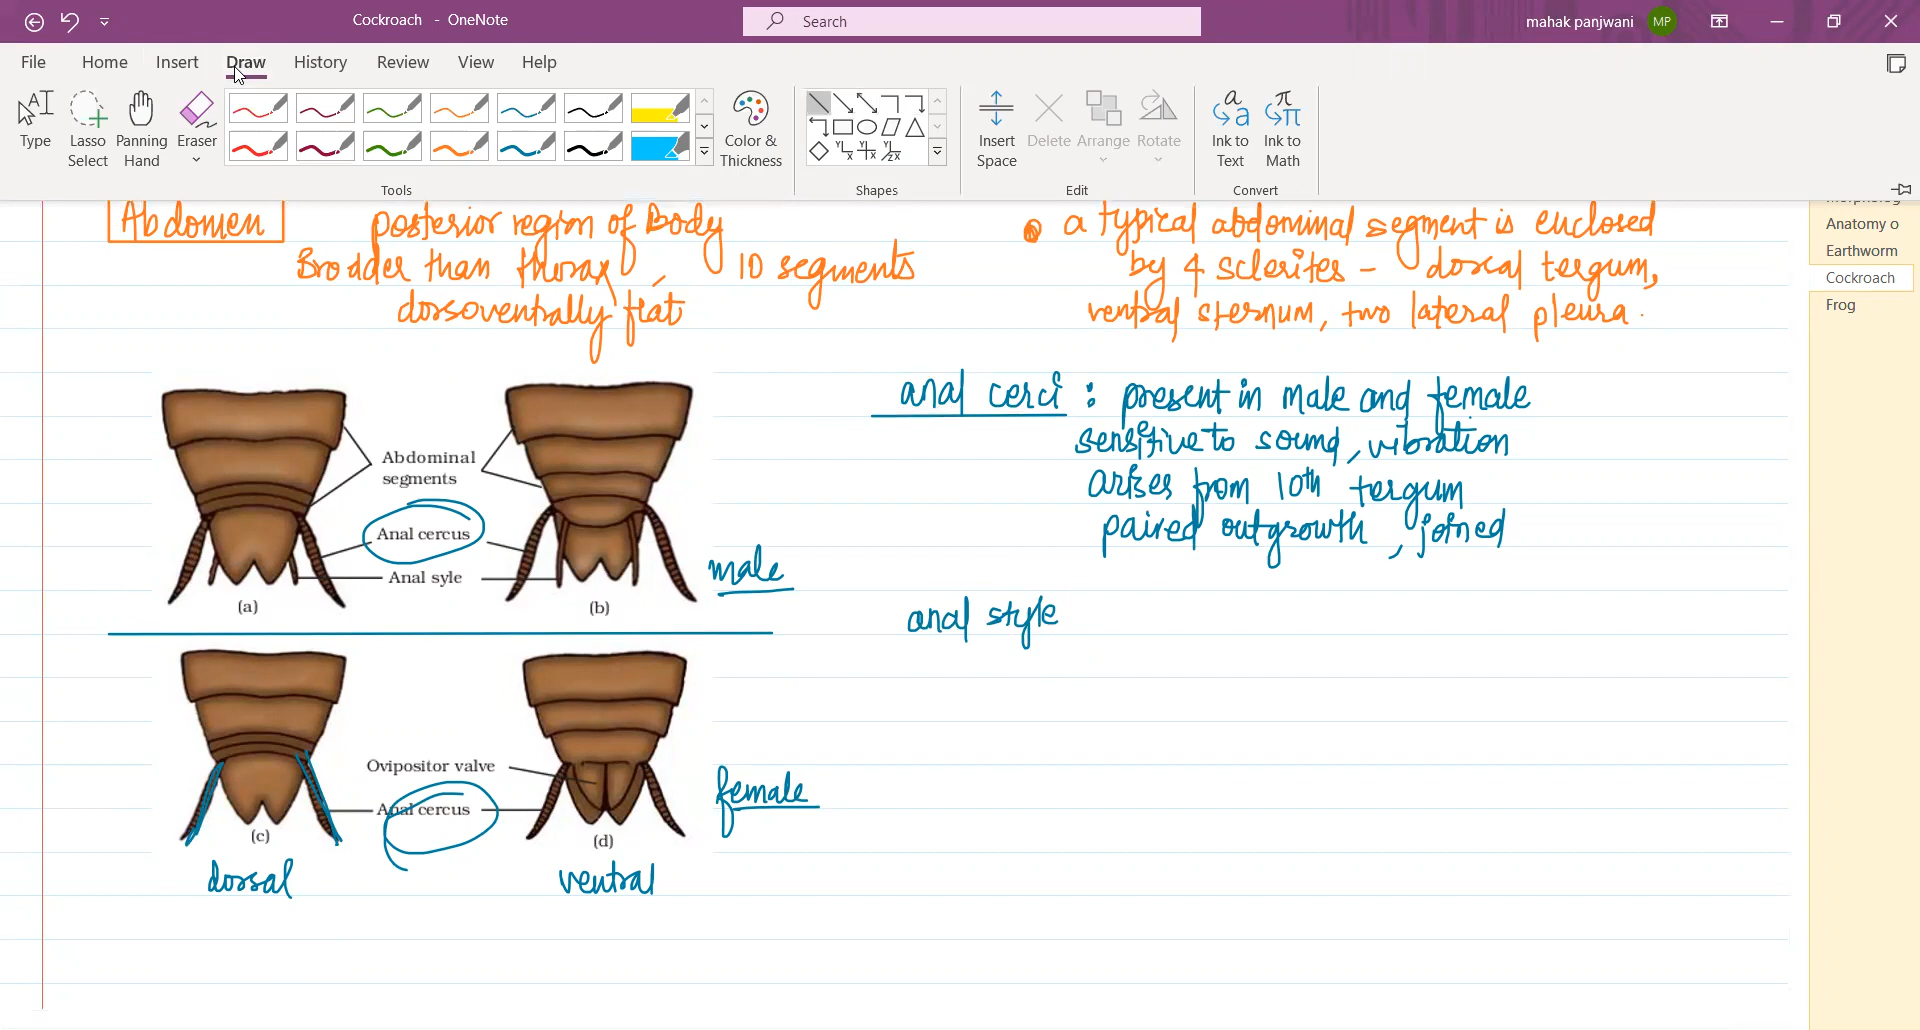 Cockroach - OneNote
Search
mahak panjwani
MP
File
Home
Insert
Draw
History
Review
View
Help
Type
Lasso Select
Panning Hand
Eraser
Color & Thickness
Insert Space
Delete
Arrange
Rotate
Ink to Text
Ink to Math
Tools
Shapes
Edit
Convert
Anatomy o
Earthworm
Cockroach
Frog
Abdomen
posterior region of Body
Broader than thorax, 10 segments
dorsoventrally flat
a typical abdominal segment is enclosed
by 4 sclerites - dorsal tergum,
ventral sternum, two lateral pleura.
Abdominal
segments
Anal cercus
Anal syle
(a)
(b)
male
anal cerci : present in male and female
sensitive to sound, vibration
arises from 10th tergum
paired outgrowth, joined
anal style
Ovipositor valve
Anal cercus
(c)
(d)
female
dorsal
ventral